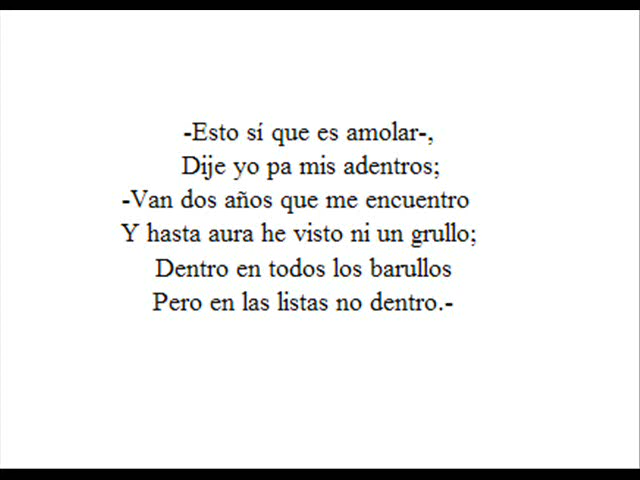 -Esto sí que es amolar-,
Dije yo pa mis adentros;
-Van dos años que me encuentro
Y hasta aura he visto ni un grullo;
Dentro en todos los barullos
Pero en las listas no dentro.-